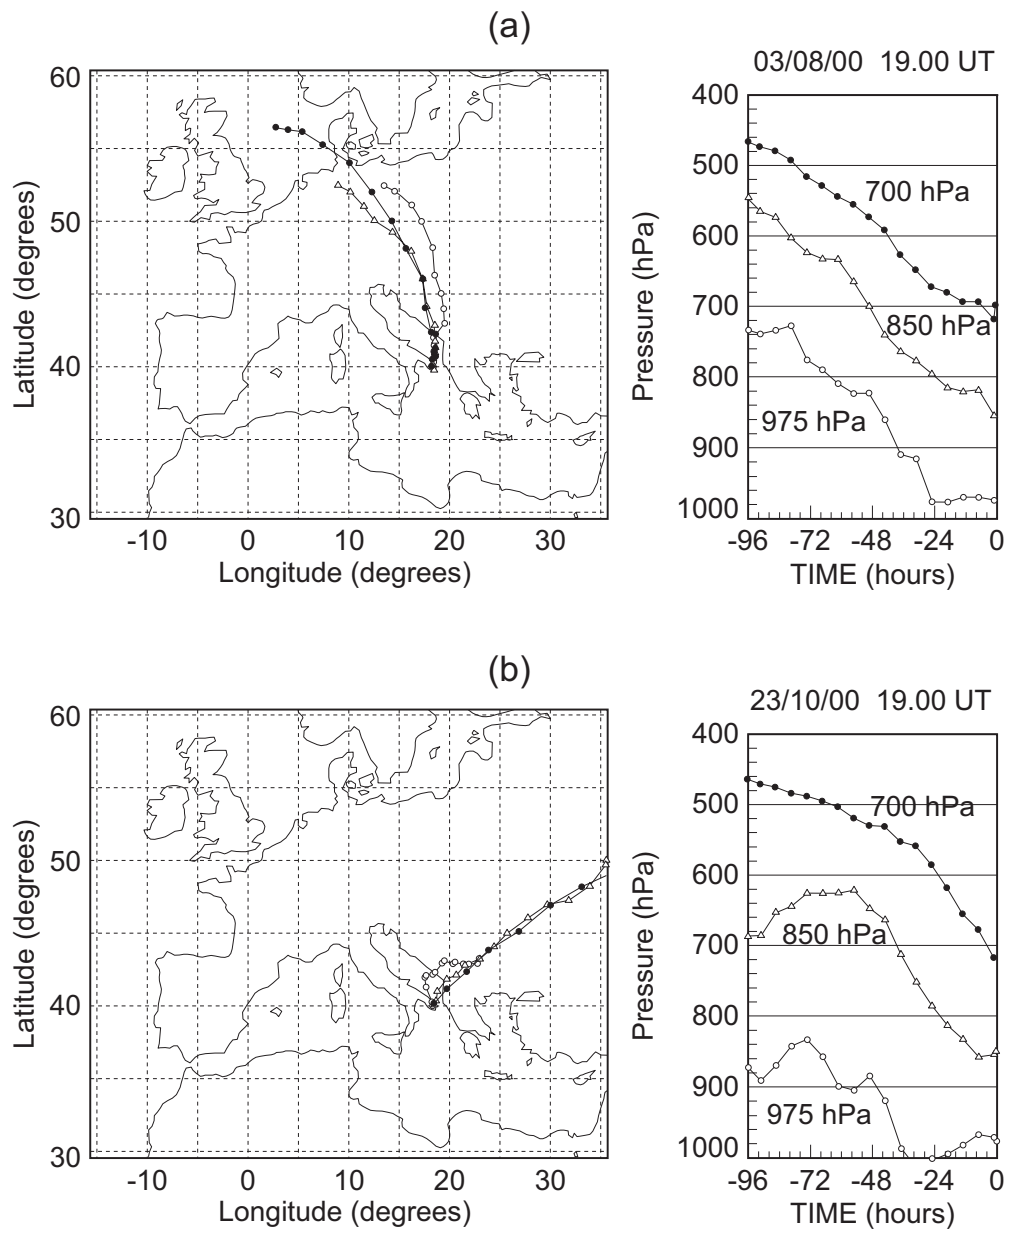 (a)
03/08/00 19.00 UT
60
50
40
30
Latitude (degrees)
-10 0 10 20 30
Longitude (degrees)
400
500
600
700
800
900
1000
Pressure (hPa)
700 hPa
850 hPa
975 hPa
-96 -72 -48 -24 0
TIME (hours)
(b)
23/10/00 19.00 UT
60
50
40
30
Latitude (degrees)
-10 0 10 20 30
Longitude (degrees)
400
500
600
700
800
900
1000
Pressure (hPa)
700 hPa
850 hPa
975 hPa
-96 -72 -48 -24 0
TIME (hours)